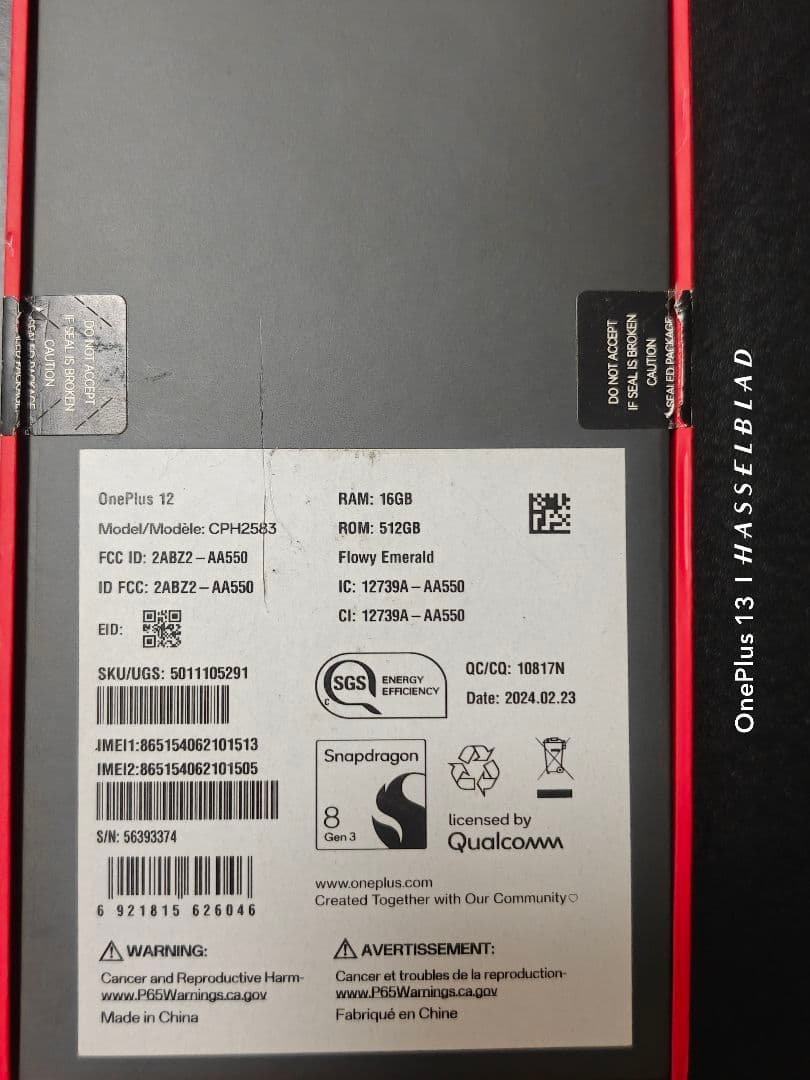 DO NOT ACCEPT
IF SEAL IS BROKEN
CAUTION
SEALED PACKAGE
DO NOT ACCEPT
IF SEAL IS BROKEN
CAUTION
SEALED PACKAGE
OnePlus 12
Model/Modèle: CPH2583
FCC ID: 2ABZ2–AA550
ID FCC: 2ABZ2–AA550
EID:
SKU/UGS: 5011105291
IMEI1:865154062101513
IMEI2:865154062101505
S/N: 56393374
6 921815 626046
RAM: 16GB
ROM: 512GB
Flowy Emerald
IC: 12739A–AA550
CI: 12739A–AA550
SGS
C
ENERGY
EFFICIENCY
QC/CQ: 10817N
Date: 2024.02.23
Snapdragon
8
Gen 3
licensed by
Qualcomm
www.oneplus.com
Created Together with Our Community♡
WARNING:
Cancer and Reproductive Harm-
www.P65Warnings.ca.gov
Made in China
AVERTISSEMENT:
Cancer et troubles de la reproduction-
www.P65Warnings.ca.gov
Fabriqué en Chine
OnePlus 13 | HASSELBLAD